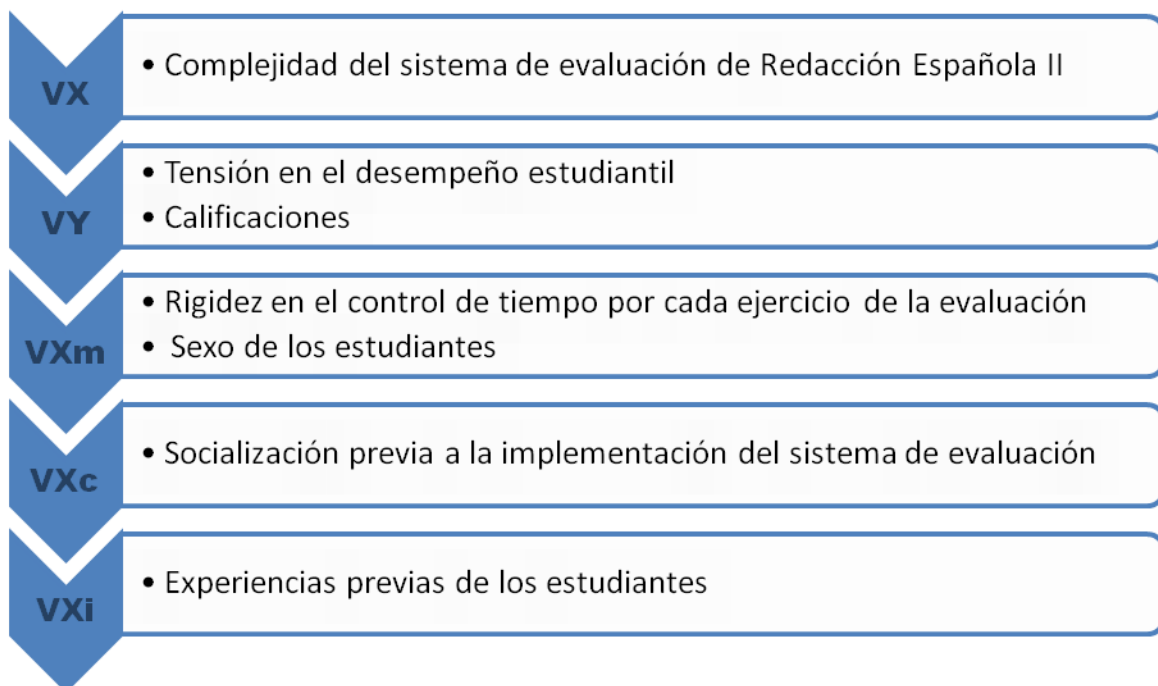 VX
• Complejidad del sistema de evaluación de Redacción Española II
VY
• Tensión en el desempeño estudiantil
• Calificaciones
VXm
• Rigidez en el control de tiempo por cada ejercicio de la evaluación
• Sexo de los estudiantes
VXc
• Socialización previa a la implementación del sistema de evaluación
VXi
• Experiencias previas de los estudiantes